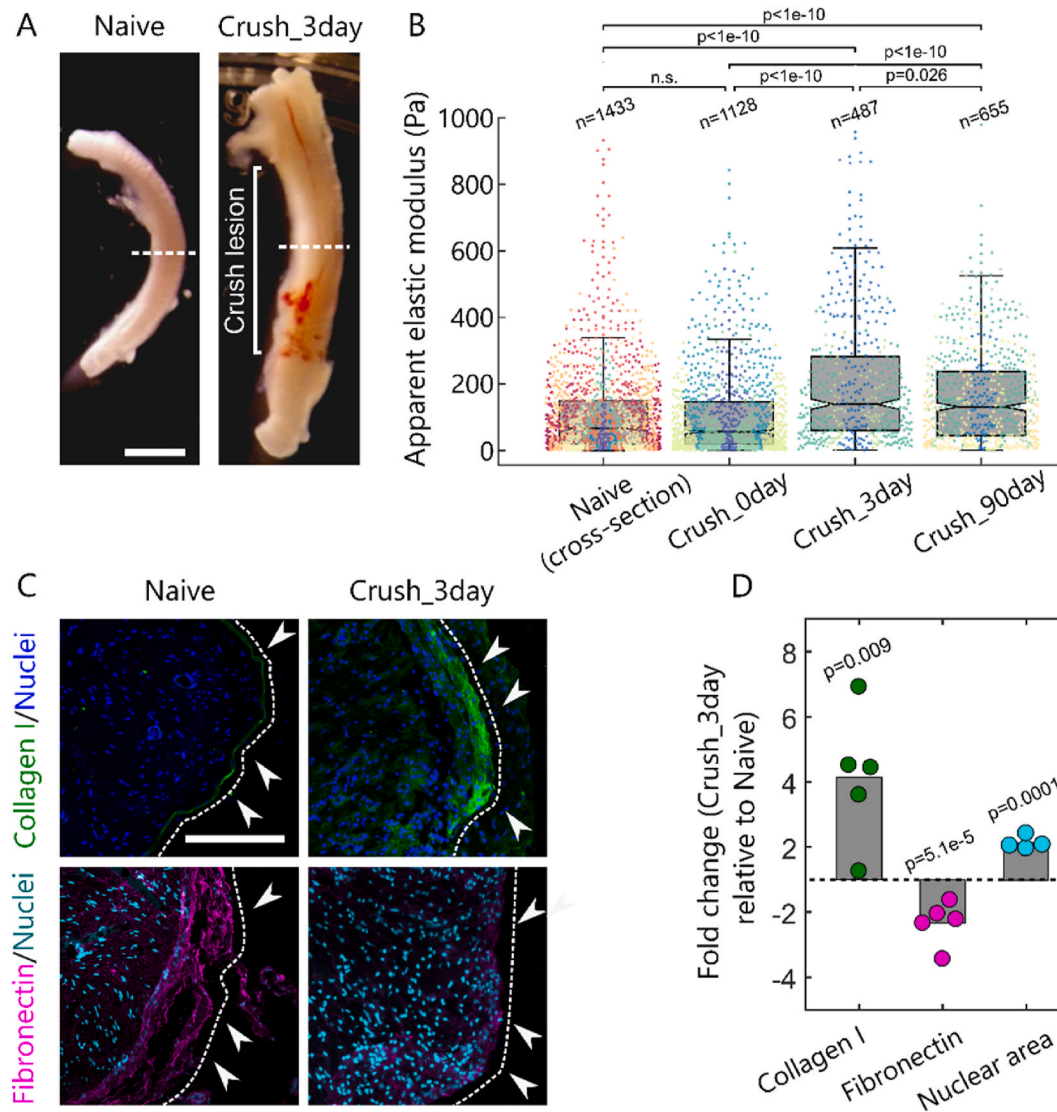 A
Naive
Crush_3day
Crush lesion
B
p<1e-10
p<1e-10
p<1e-10
n.s.
p<1e-10
p=0.026
n=1433
n=1128
n=487
n=655
Apparent elastic modulus (Pa)
1000
800
600
400
200
0
Naive
(cross-section)
Crush_0day
Crush_3day
Crush_90day
C
Naive
Crush_3day
Collagen I/Nuclei
Fibronectin/Nuclei
D
Fold change (Crush_3day
relative to Naive)
8
6
4
2
-2
-4
p=0.009
p=5.1e-5
p=0.0001
Collagen I
Fibronectin
Nuclear area